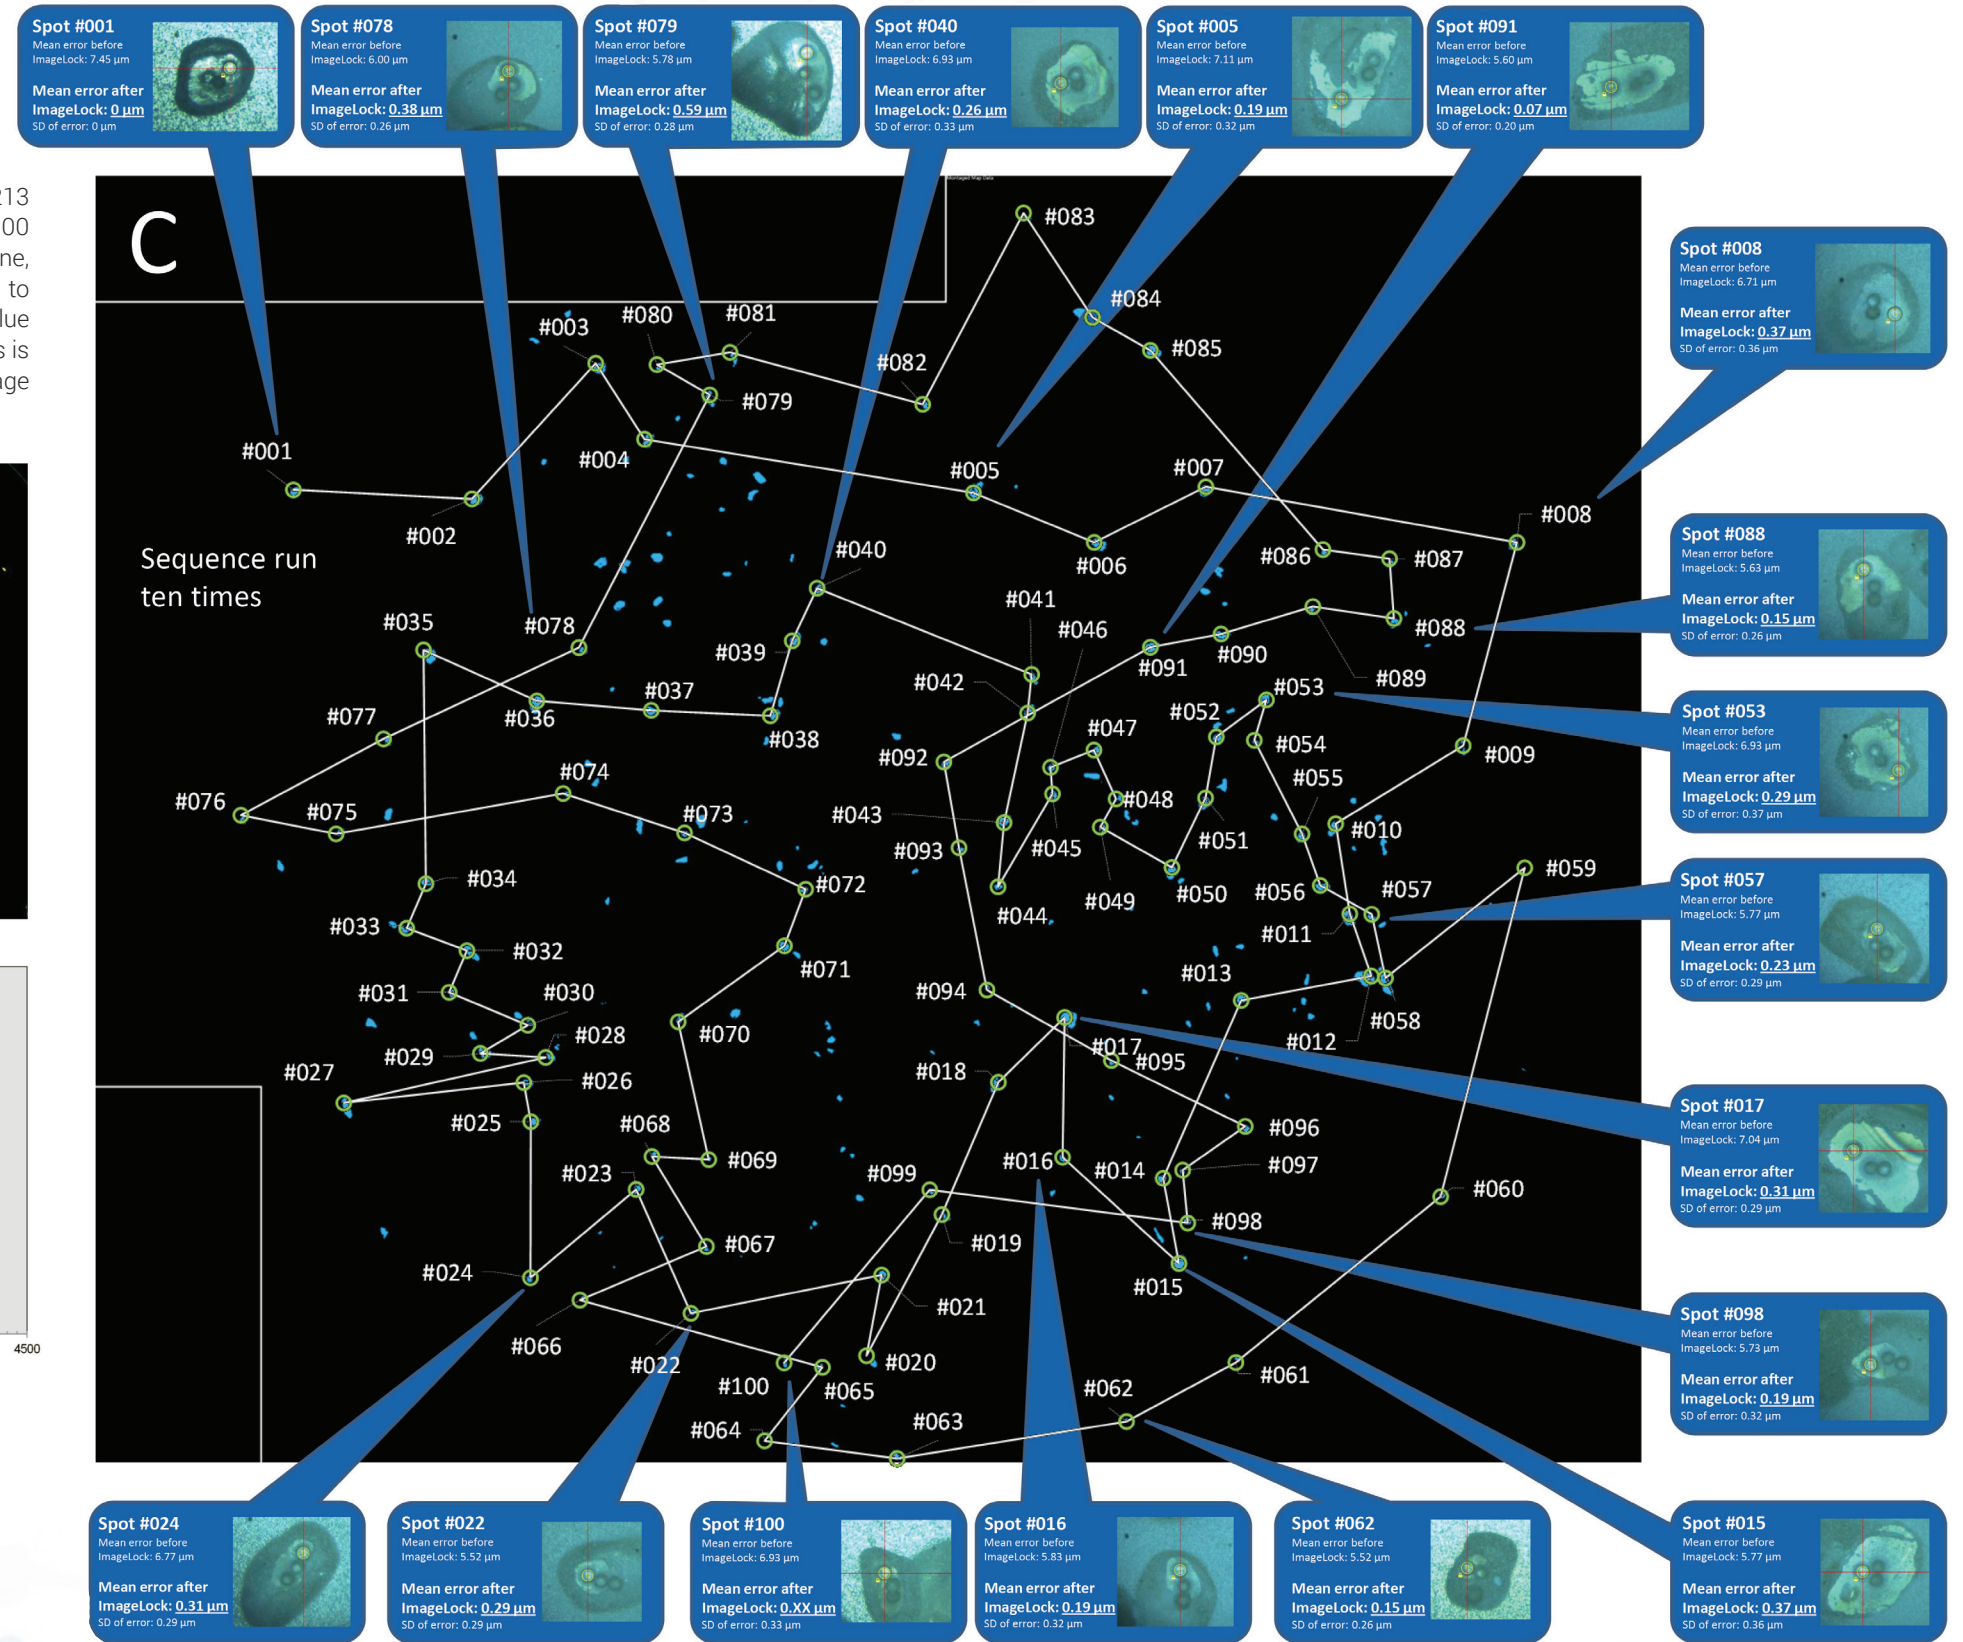 Spot #001
Mean error before
ImageLock: 7.45 µm
Mean error after
ImageLock: 0 µm
SD of error: 0 µm
Spot #078
Mean error before
ImageLock: 6.00 µm
Mean error after
ImageLock: 0.38 µm
SD of error: 0.26 µm
Spot #079
Mean error before
ImageLock: 5.78 µm
Mean error after
ImageLock: 0.59 µm
SD of error: 0.28 µm
Spot #040
Mean error before
ImageLock: 6.93 µm
Mean error after
ImageLock: 0.26 µm
SD of error: 0.33 µm
Spot #005
Mean error before
ImageLock: 7.11 µm
Mean error after
ImageLock: 0.19 µm
SD of error: 0.32 µm
Spot #091
Mean error before
ImageLock: 5.60 µm
Mean error after
ImageLock: 0.07 µm
SD of error: 0.20 µm
213
00
ne,
to
lue
s is
age
4500
Montaged Map Data
C
Sequence run
ten times
#083
#084
#085
#003
#080
#081
#082
#079
#001
#004
#002
#005
#007
#008
#006
#086
#087
#040
#041
#046
#035
#078
#039
#088
#090
#091
#089
#042
#037
#036
#038
#053
#052
#077
#047
#054
#092
#009
#074
#055
#076
#075
#073
#043
#048
#010
#093
#045
#051
#059
#034
#072
#044
#049
#050
#056
#057
#033
#011
#032
#071
#013
#031
#030
#094
#028
#070
#058
#012
#029
#017
#095
#027
#026
#018
#025
#068
#096
#023
#069
#099
#016
#014
#097
#060
#067
#019
#098
#024
#015
#021
#066
#022
#020
#100
#065
#061
#062
#064
#063
Spot #008
Mean error before
ImageLock: 6.71 µm
Mean error after
ImageLock: 0.37 µm
SD of error: 0.36 µm
Spot #088
Mean error before
ImageLock: 5.63 µm
Mean error after
ImageLock: 0.15 µm
SD of error: 0.26 µm
Spot #053
Mean error before
ImageLock: 6.93 µm
Mean error after
ImageLock: 0.29 µm
SD of error: 0.37 µm
Spot #057
Mean error before
ImageLock: 5.77 µm
Mean error after
ImageLock: 0.23 µm
SD of error: 0.29 µm
Spot #017
Mean error before
ImageLock: 7.04 µm
Mean error after
ImageLock: 0.31 µm
SD of error: 0.29 µm
Spot #098
Mean error before
ImageLock: 5.73 µm
Mean error after
ImageLock: 0.19 µm
SD of error: 0.32 µm
Spot #024
Mean error before
ImageLock: 6.77 µm
Mean error after
ImageLock: 0.31 µm
SD of error: 0.29 µm
Spot #022
Mean error before
ImageLock: 5.52 µm
Mean error after
ImageLock: 0.29 µm
SD of error: 0.29 µm
Spot #100
Mean error before
ImageLock: 6.93 µm
Mean error after
ImageLock: 0.XX µm
SD of error: 0.33 µm
Spot #016
Mean error before
ImageLock: 5.83 µm
Mean error after
ImageLock: 0.19 µm
SD of error: 0.32 µm
Spot #062
Mean error before
ImageLock: 5.52 µm
Mean error after
ImageLock: 0.15 µm
SD of error: 0.26 µm
Spot #015
Mean error before
ImageLock: 5.77 µm
Mean error after
ImageLock: 0.37 µm
SD of error: 0.36 µm